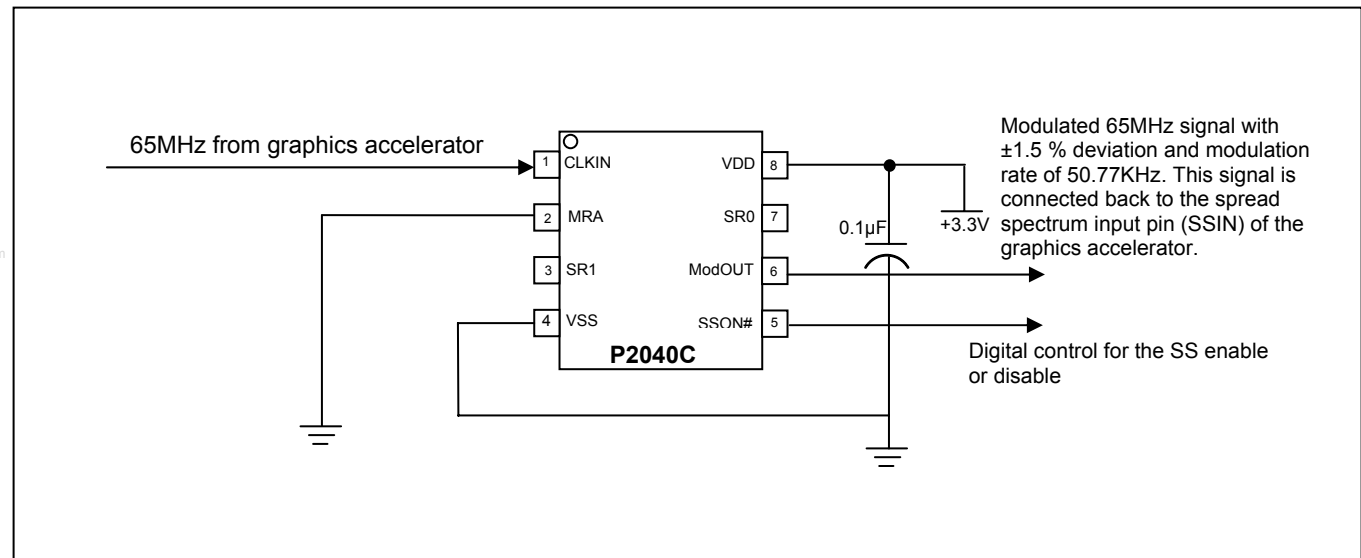 65MHz from graphics accelerator
1 CLKIN
2 MRA
3 SR1
4 VSS
VDD 8
SR0 7
ModOUT 6
SSON# 5
P2040C
0.1µF
+3.3V
Modulated 65MHz signal with
±1.5 % deviation and modulation
rate of 50.77KHz. This signal is
connected back to the spread
spectrum input pin (SSIN) of the
graphics accelerator.
Digital control for the SS enable
or disable